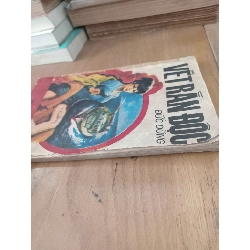 VẾT RẮN ĐỘC
ĐỨC DŨNG